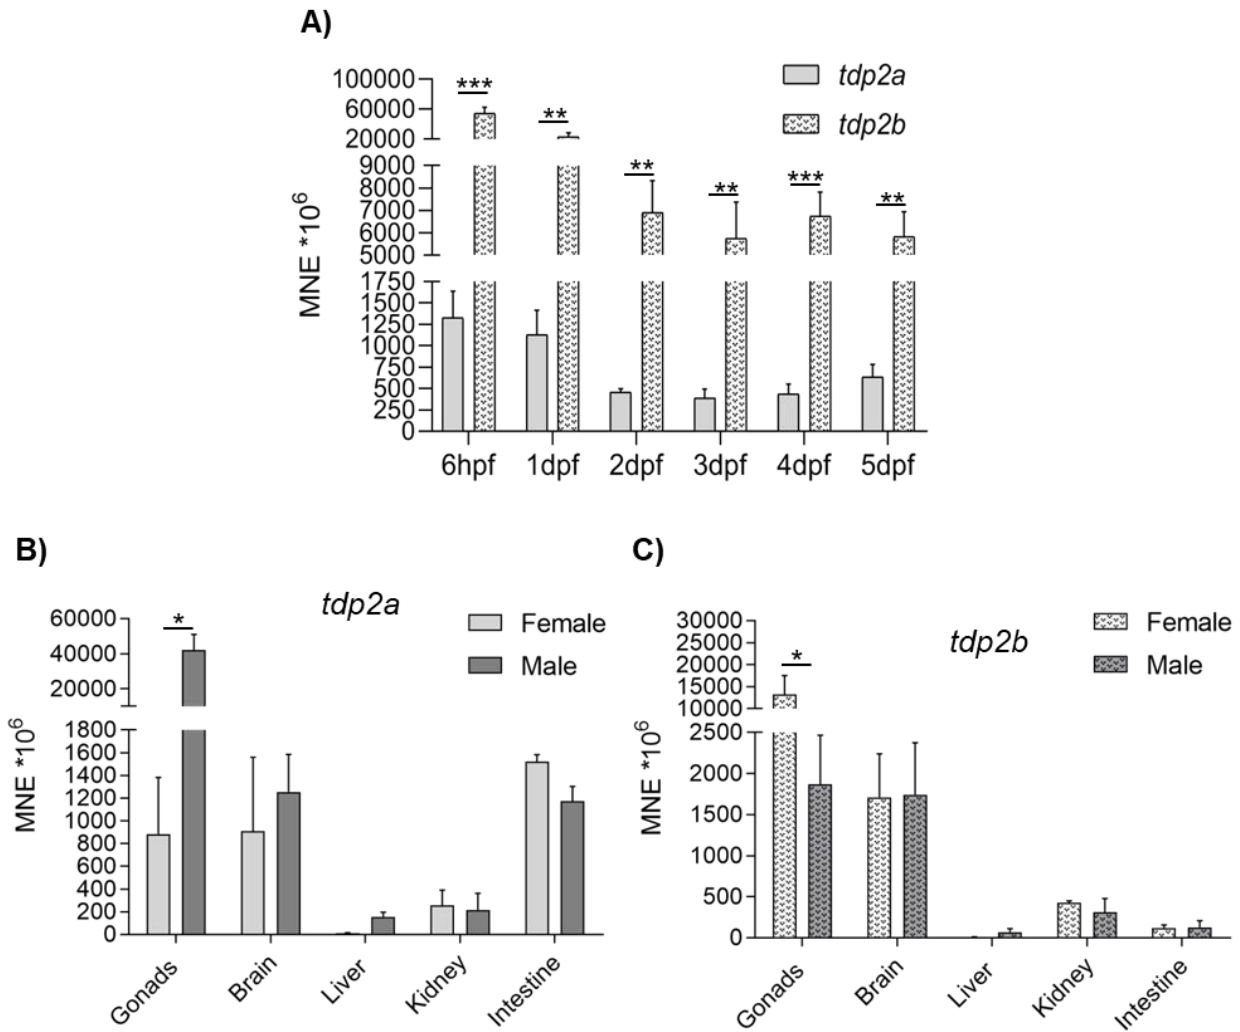 A)
tdp2a
tdp2b
MNE *10⁶
100000
60000
20000
9000
8000
7000
6000
5000
1750
1500
1250
1000
750
500
250
0
***
**
**
**
***
**
6hpf 1dpf 2dpf 3dpf 4dpf 5dpf
B)
tdp2a
Female
Male
MNE *10⁶
60000
40000
20000
1800
1600
1400
1200
1000
800
600
400
200
0
*
Gonads Brain Liver Kidney Intestine
C)
tdp2b
Female
Male
MNE *10⁶
30000
25000
20000
15000
10000
2500
2000
1500
1000
500
0
*
Gonads Brain Liver Kidney Intestine